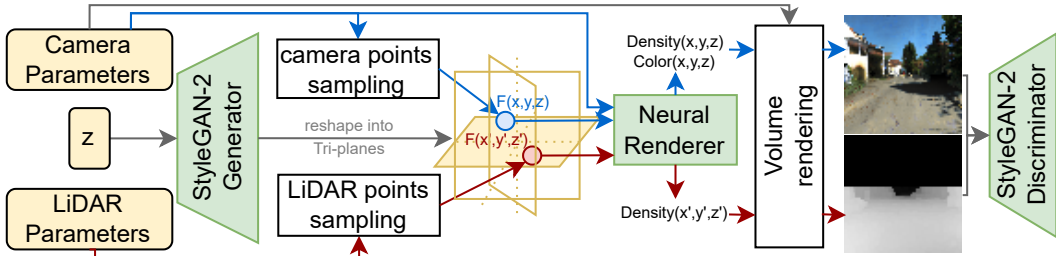 Camera
Parameters
z
LiDAR
Parameters
StyleGAN-2
Generator
camera points
sampling
reshape into
Tri-planes
LiDAR points
sampling
F(x,y,z)
F(x',y',z')
Neural
Renderer
Density(x,y,z)
Color(x,y,z)
Density(x',y',z')
Volume
rendering
StyleGAN-2
Discriminator